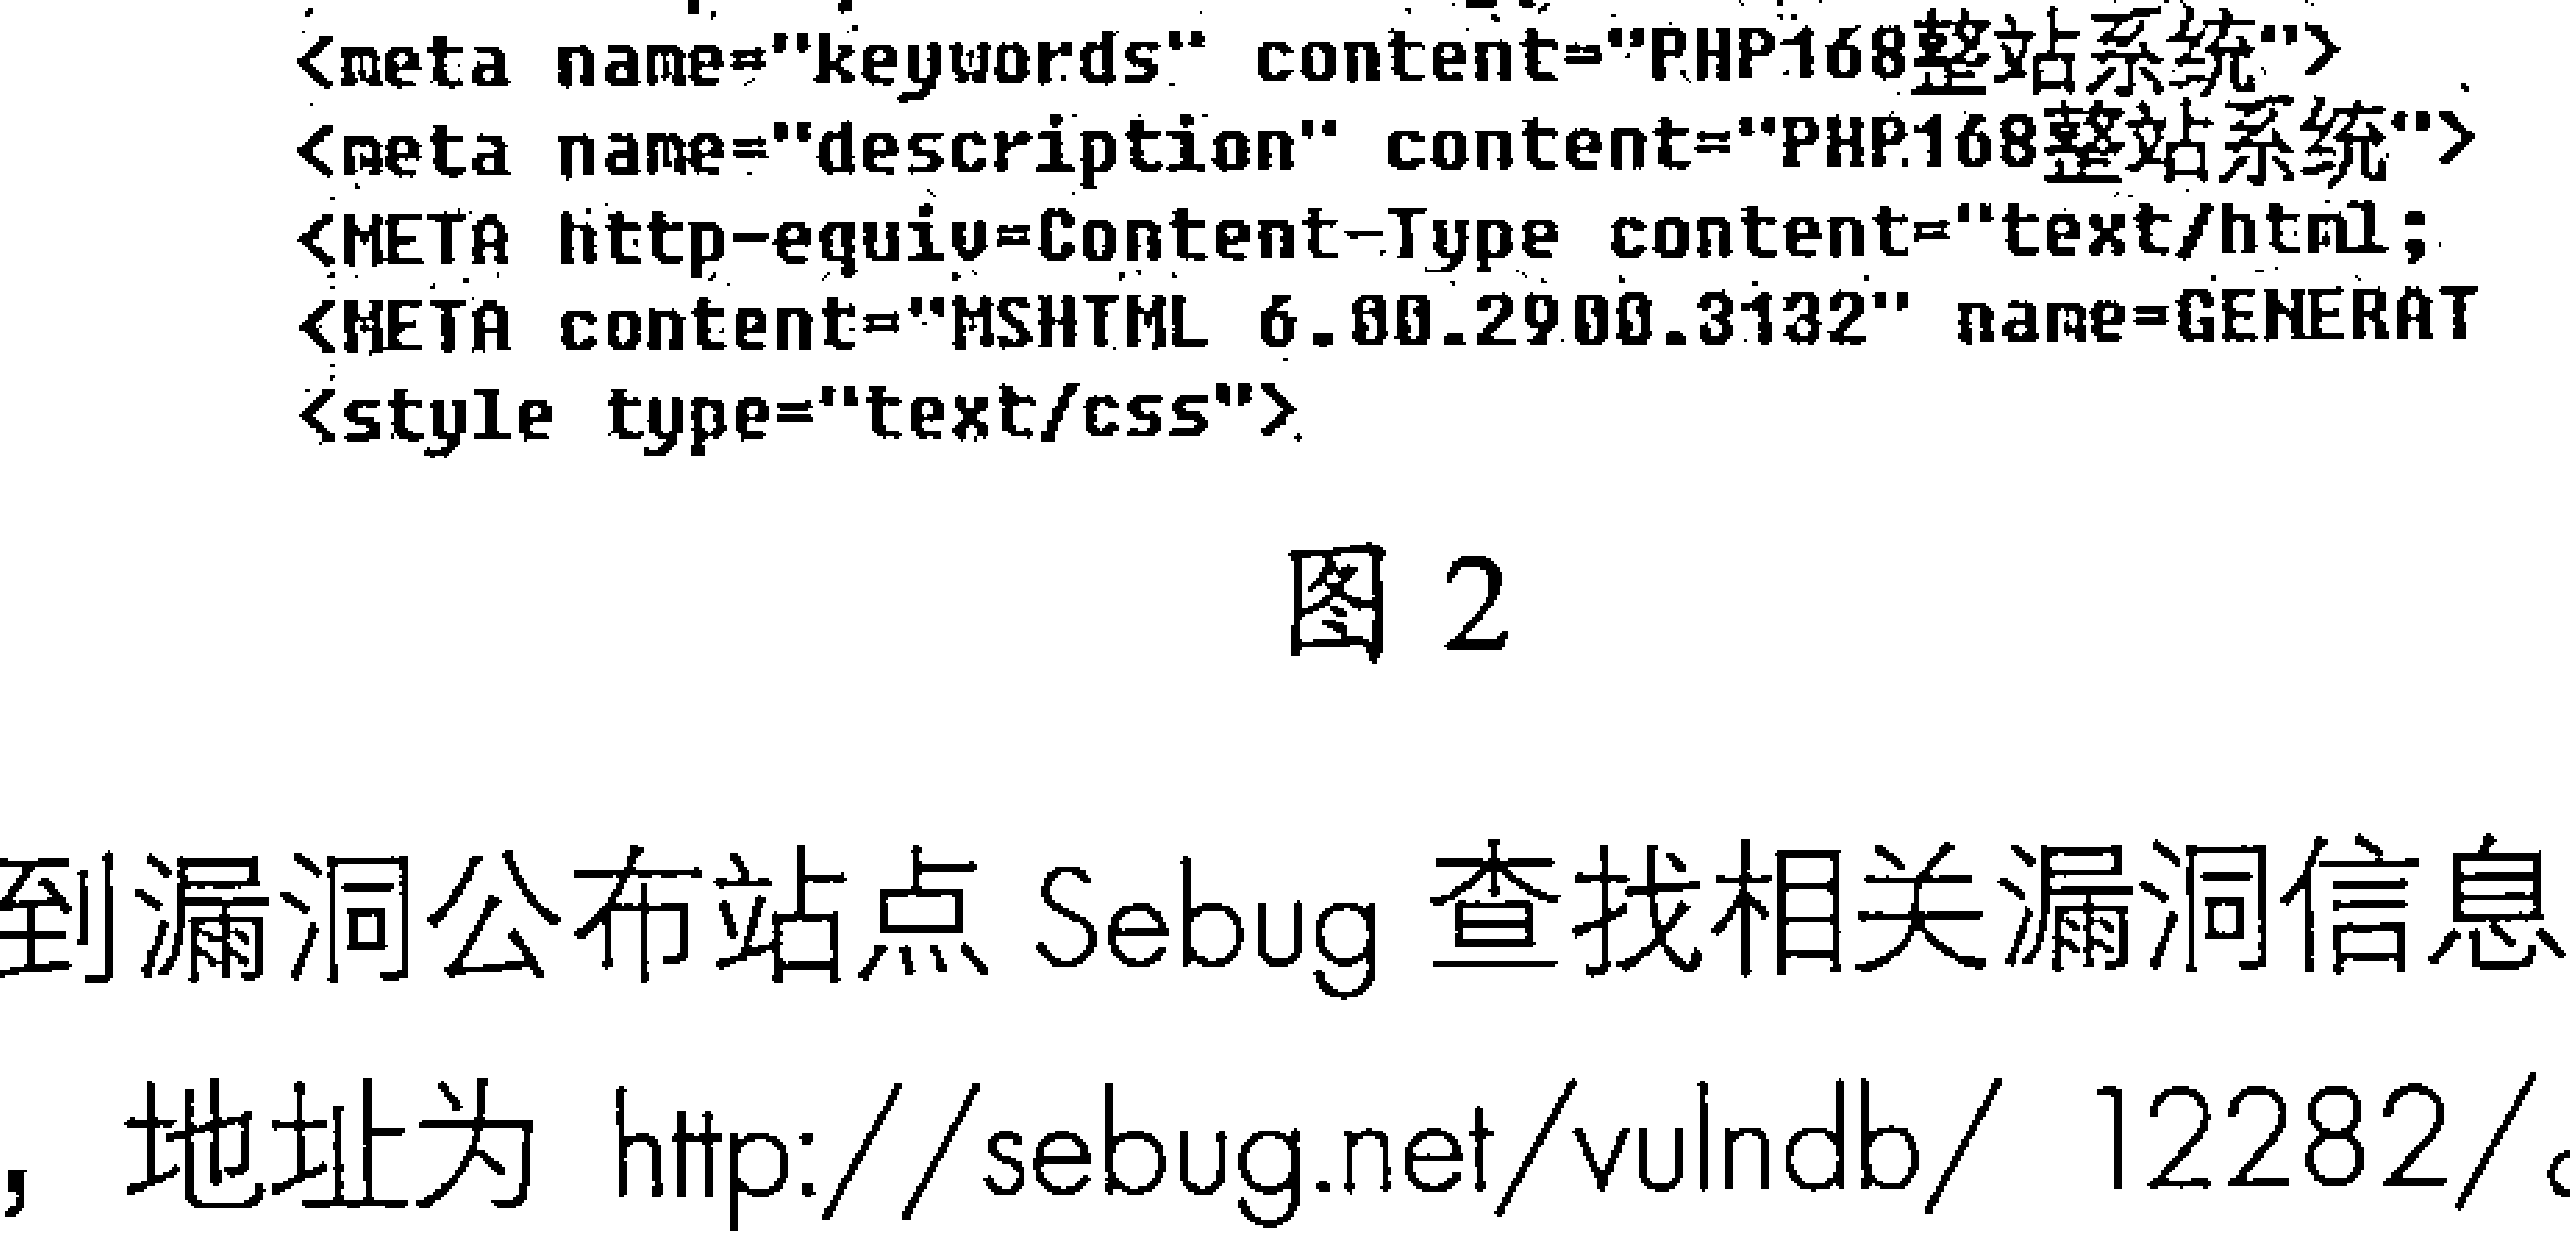 <meta name="keywords" content="PHP168整站系统">
<meta name="description" content="PHP168整站系统">
<META http-equiv=Content-Type content="text/html;
<META content="MSHTML 6.00.2900.3132" name=GENERAT
<style type="text/css">
图 2
到漏洞公布站点 Sebug 查找相关漏洞信息
，地址为 http://sebug.net/vulndb/ 12282/。